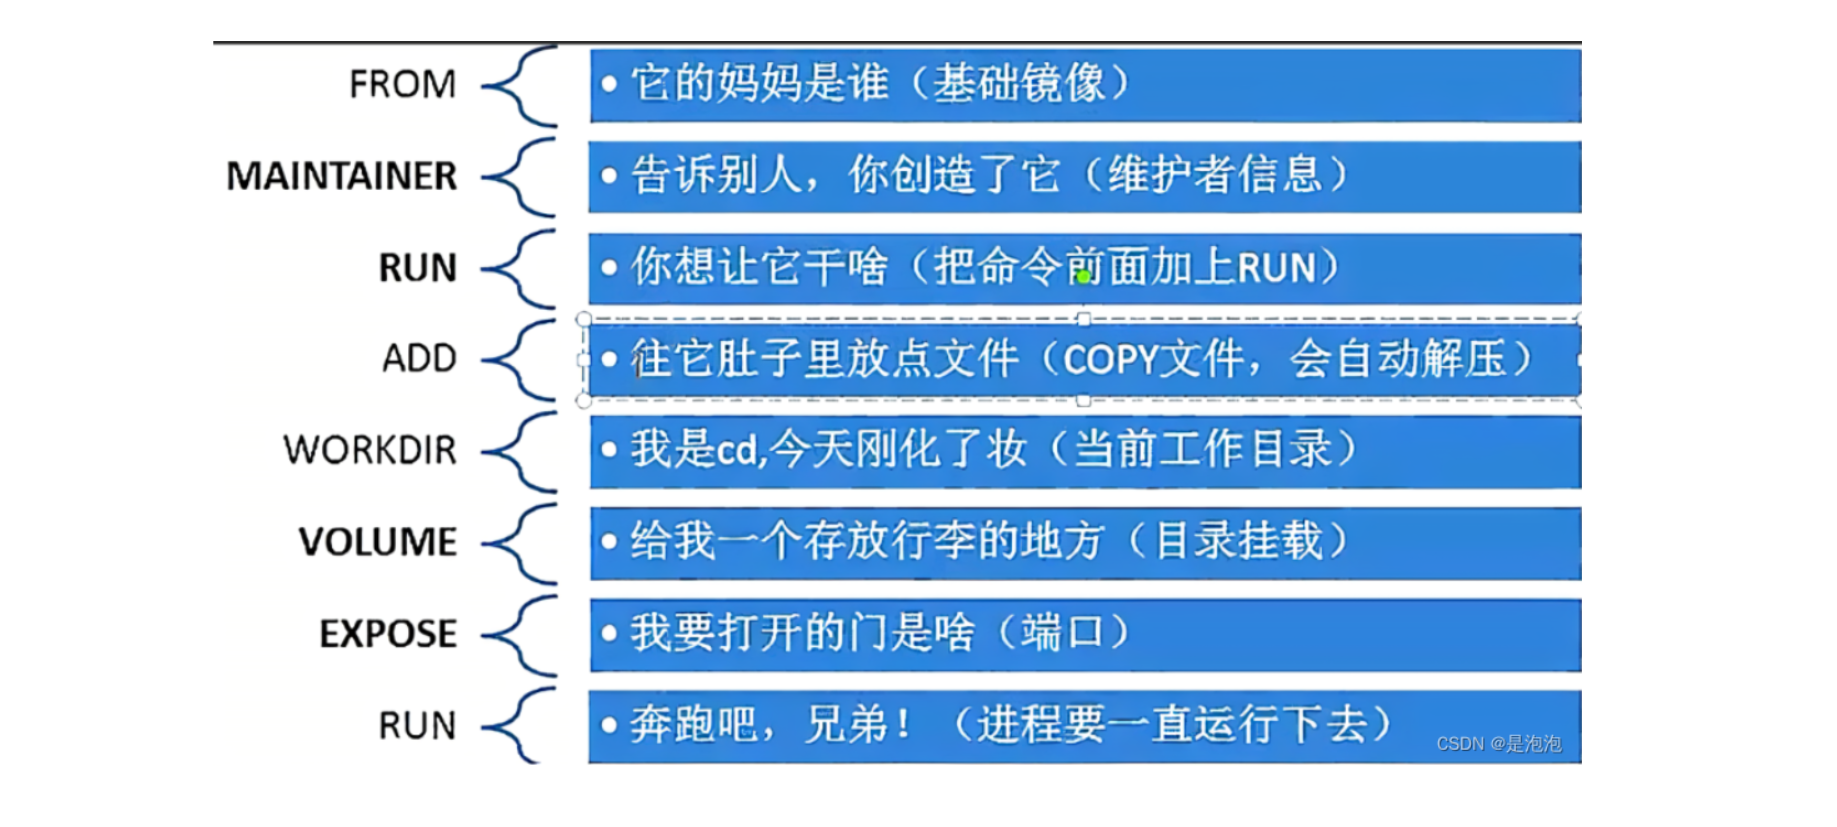 FROM
• 它的妈妈是谁（基础镜像）
MAINTAINER
• 告诉别人，你创造了它（维护者信息）
RUN
• 你想让它干啥（把命令前面加上RUN）
ADD
• 往它肚子里放点文件（COPY文件，会自动解压）
WORKDIR
• 我是cd,今天刚化了妆（当前工作目录）
VOLUME
• 给我一个存放行李的地方（目录挂载）
EXPOSE
• 我要打开的门是啥（端口）
RUN
• 奔跑吧，兄弟！（进程要一直运行下去）
CSDN @是泡泡